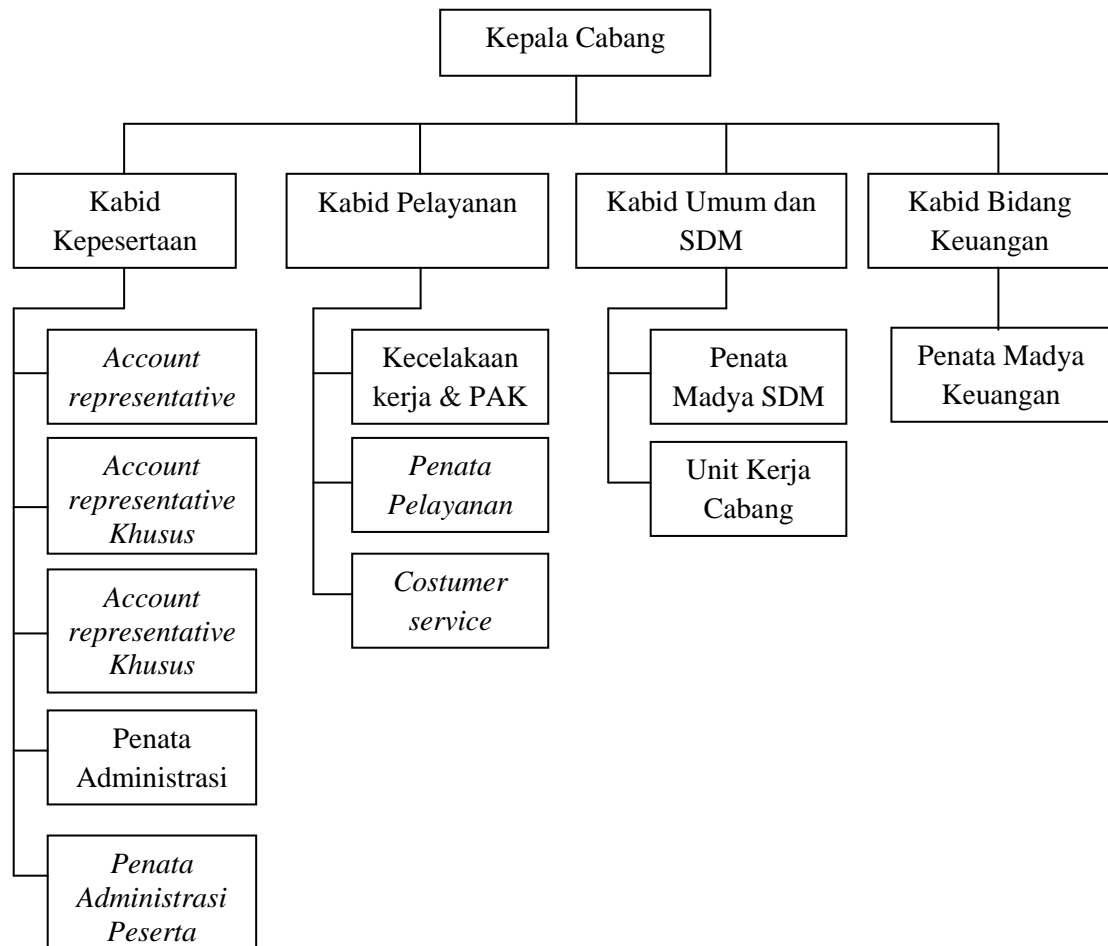 Kepala Cabang
Kabid
Kepesertaan
Kabid Pelayanan
Kabid Umum dan
SDM
Kabid Bidang
Keuangan
Account
representative
Account
representative
Khusus
Account
representative
Khusus
Penata
Administrasi
Penata
Administrasi
Peserta
Kecelakaan
kerja & PAK
Penata
Pelayanan
Costumer
service
Penata
Madya SDM
Unit Kerja
Cabang
Penata Madya
Keuangan